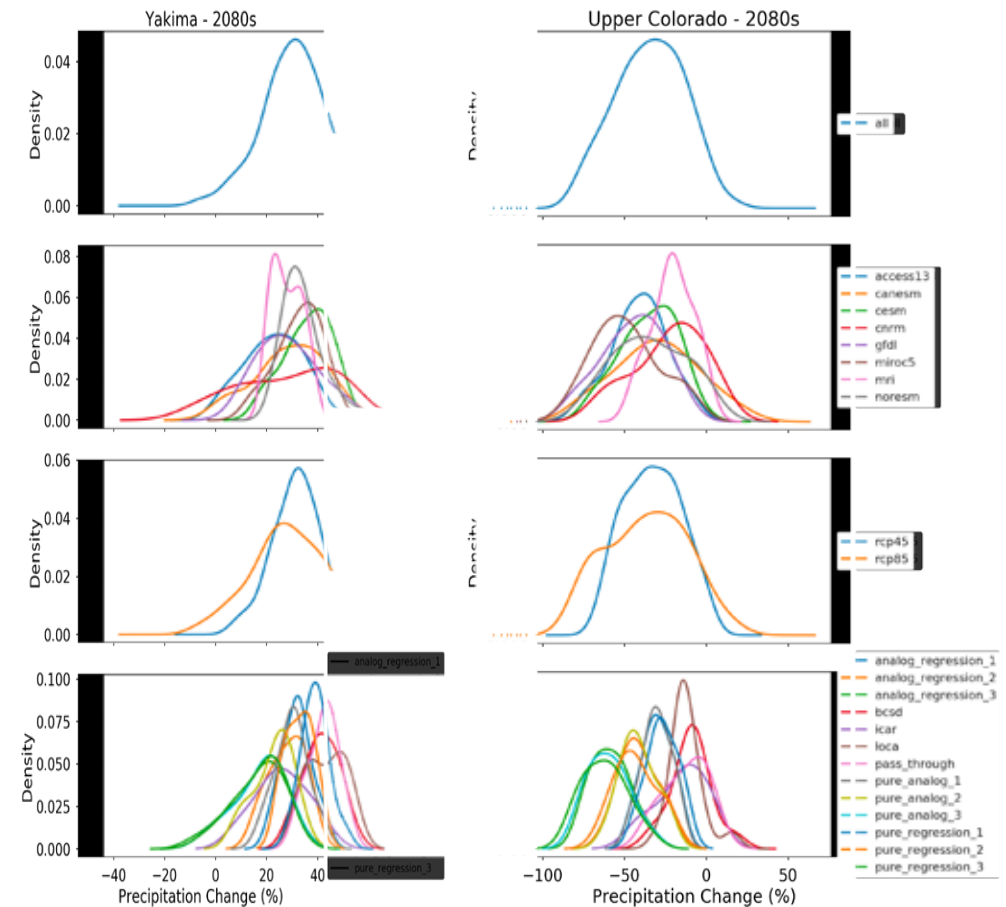 Yakima - 2080s
Upper Colorado - 2080s
Density
0.04
0.02
0.00
Density
all
Density
0.08
0.06
0.04
0.02
0.00
access13
canesm
cesm
cnrm
gfdl
miroc5
mri
noresm
Density
0.06
0.04
0.02
0.00
Density
rcp45
rcp85
analog_regression_1
Density
0.100
0.075
0.050
0.025
0.000
pure_regression_3
−40 −20 0 20 40
Precipitation Change (%)
−100 −50 0 50
Precipitation Change (%)
analog_regression_1
analog_regression_2
analog_regression_3
bcsd
icar
loca
pass_through
pure_analog_1
pure_analog_2
pure_analog_3
pure_regression_1
pure_regression_2
pure_regression_3